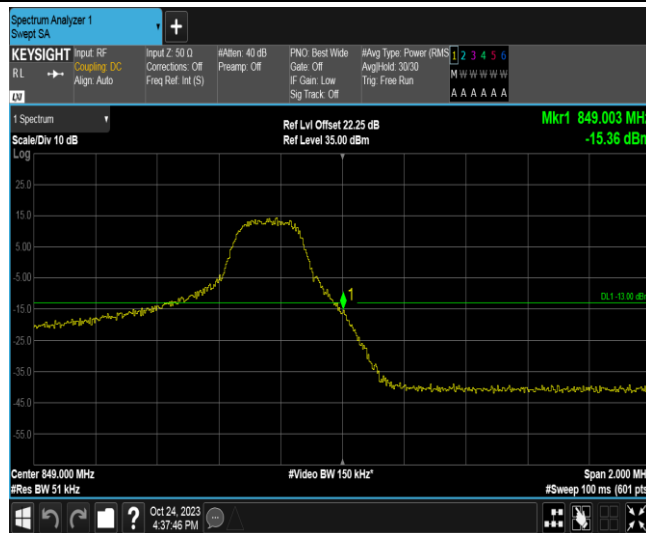 Spectrum Analyzer 1
Swept SA
+
KEYSIGHT
RL
LXI
Input: RF
Coupling: DC
Align: Auto
Input Z: 50 Ω
Corrections: Off
Freq Ref: Int (S)
#Atten: 40 dB
Preamp: Off
PNO: Best Wide
Gate: Off
IF Gain: Low
Sig Track: Off
#Avg Type: Power (RMS
Avg|Hold: 30/30
Trig: Free Run
1 2 3 4 5 6
M W W W W W
A A A A A A
1 Spectrum
Scale/Div 10 dB
Log
Ref Lvl Offset 22.25 dB
Ref Level 35.00 dBm
Mkr1 849.003 MHz
-15.36 dBm
25.0
15.0
5.00
-5.00
-15.0
-25.0
-35.0
-45.0
-55.0
1
DL1 -13.00 dBm
Center 849.000 MHz
#Res BW 51 kHz
#Video BW 150 kHz*
Span 2.000 MHz
#Sweep 100 ms (601 pts)
?
Oct 24, 2023
4:37:46 PM